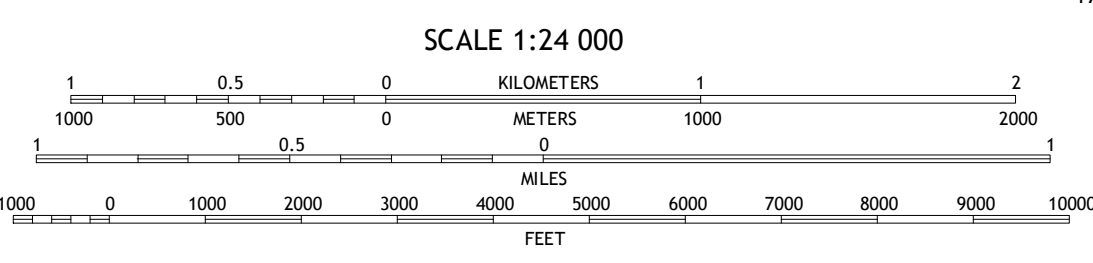 SCALE 1:24 000
1 0.5 0 KILOMETERS 1 2
1000 500 0 METERS 1000 2000
1 0.5 0 1
MILES
1000 0 1000 2000 3000 4000 5000 6000 7000 8000 9000 10000
FEET